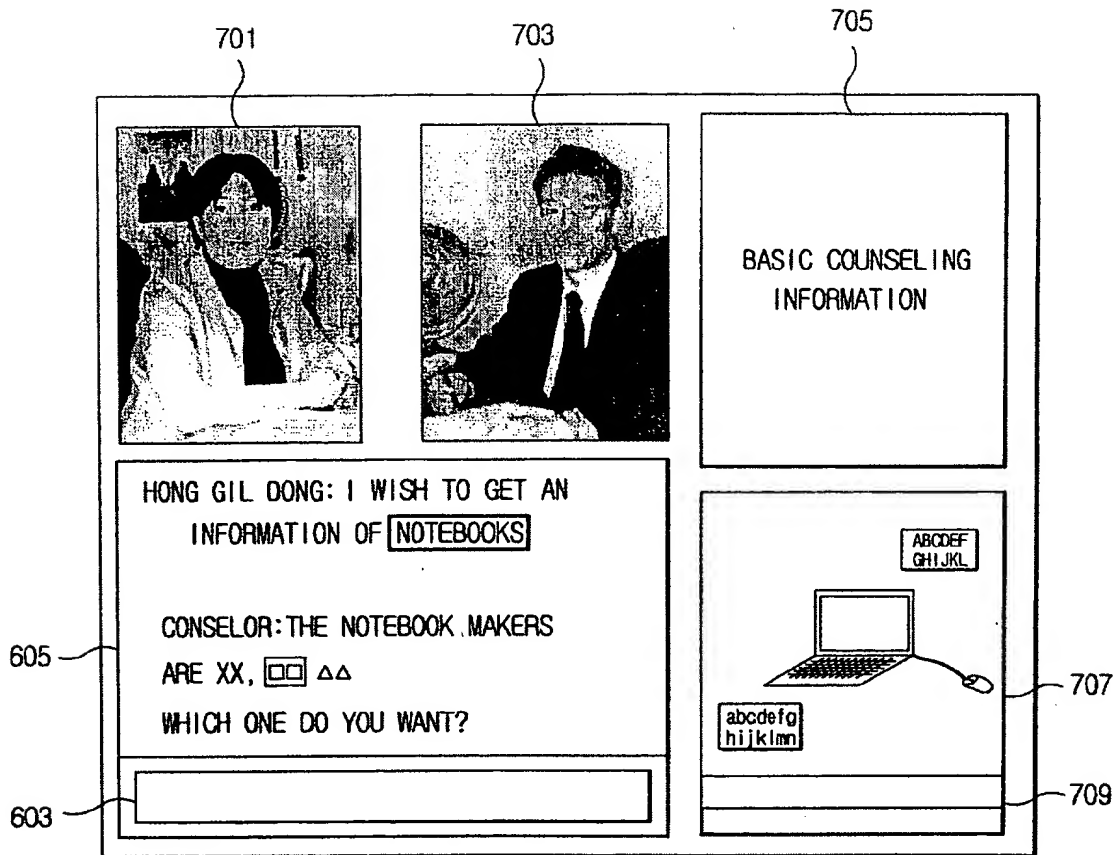 701
703
705
BASIC COUNSELING
INFORMATION
HONG GIL DONG: I WISH TO GET AN
INFORMATION OF NOTEBOOKS
CONSELOR: THE NOTEBOOK MAKERS
ARE XX, □□ △△
WHICH ONE DO YOU WANT?
605
603
ABCDEF
GHIJKL
abcdefg
hijklmn
707
709